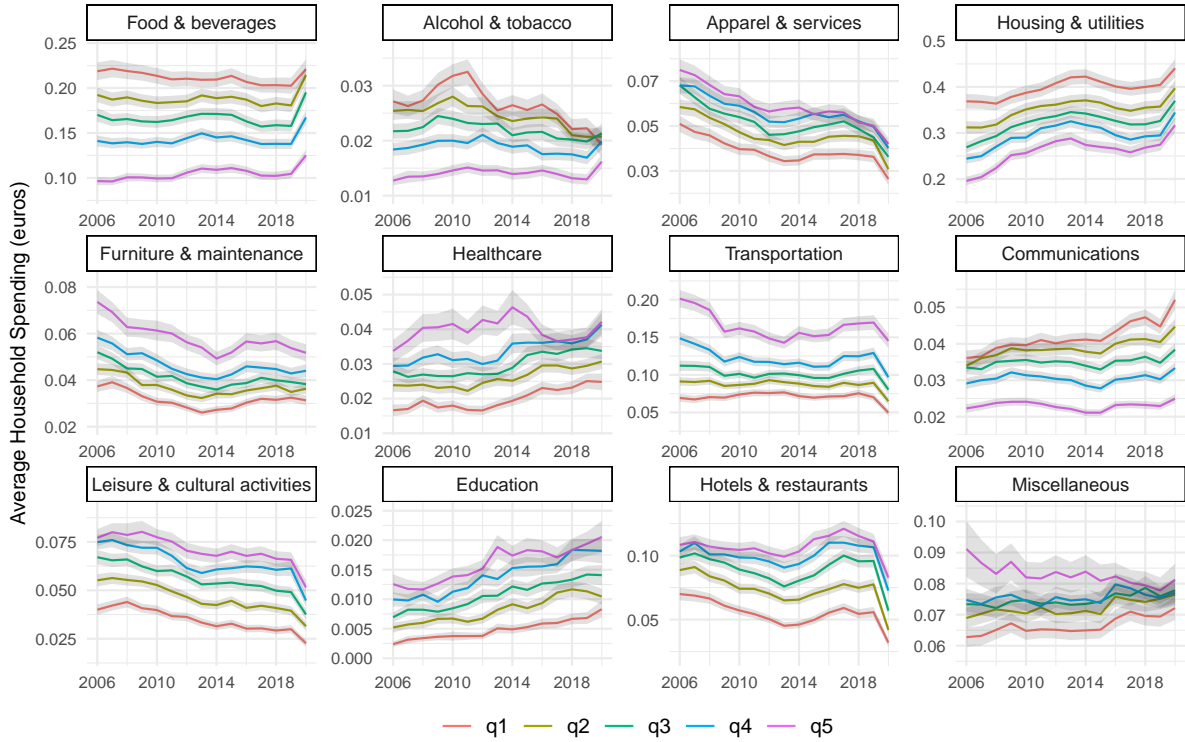 Average Household Spending (euros)
Food & beverages
0.25
0.20
0.15
0.10
2006 2010 2014 2018
Alcohol & tobacco
0.03
0.02
0.01
2006 2010 2014 2018
Apparel & services
0.07
0.05
0.03
2006 2010 2014 2018
Housing & utilities
0.5
0.4
0.3
0.2
2006 2010 2014 2018
Furniture & maintenance
0.08
0.06
0.04
0.02
2006 2010 2014 2018
Healthcare
0.05
0.04
0.03
0.02
0.01
2006 2010 2014 2018
Transportation
0.20
0.15
0.10
0.05
2006 2010 2014 2018
Communications
0.05
0.04
0.03
0.02
2006 2010 2014 2018
Leisure & cultural activities
0.075
0.050
0.025
2006 2010 2014 2018
Education
0.025
0.020
0.015
0.010
0.005
0.000
2006 2010 2014 2018
Hotels & restaurants
0.10
0.05
2006 2010 2014 2018
Miscellaneous
0.10
0.09
0.08
0.07
0.06
2006 2010 2014 2018
q1 q2 q3 q4 q5